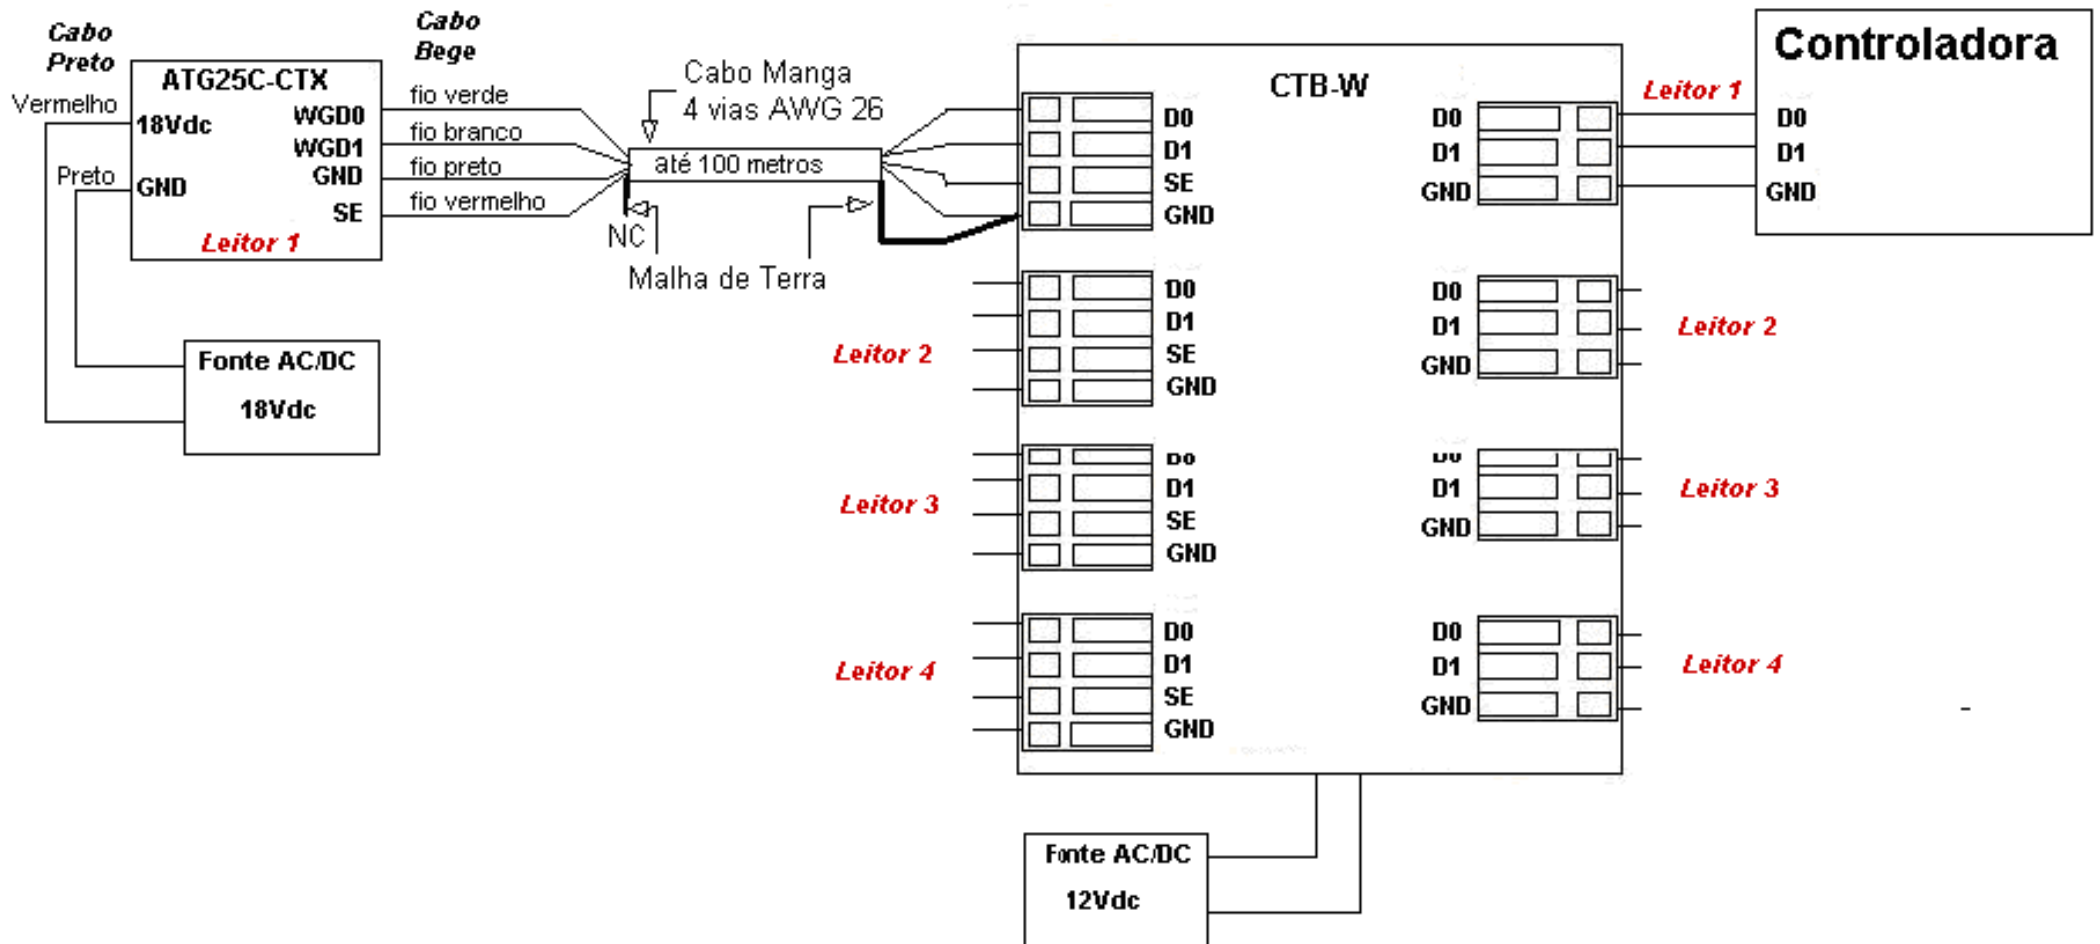 Cabo
Preto
Vermelho
Preto
ATG25C-CTX
18Vdc
GND
WGD0
WGD1
GND
SE
Leitor 1
Cabo
Bege
fio verde
fio branco
fio preto
fio vermelho
Cabo Manga
4 vias AWG 26
até 100 metros
NC
Malha de Terra
Fonte AC/DC
18Vdc
CTB-W
D0
D1
SE
GND
Leitor 2
D0
D1
SE
GND
Leitor 3
D0
D1
SE
GND
Leitor 4
D0
D1
SE
GND
D0
D1
GND
Leitor 1
D0
D1
GND
Leitor 2
D0
D1
GND
Leitor 3
D0
D1
GND
Leitor 4
Controladora
D0
D1
GND
Fonte AC/DC
12Vdc